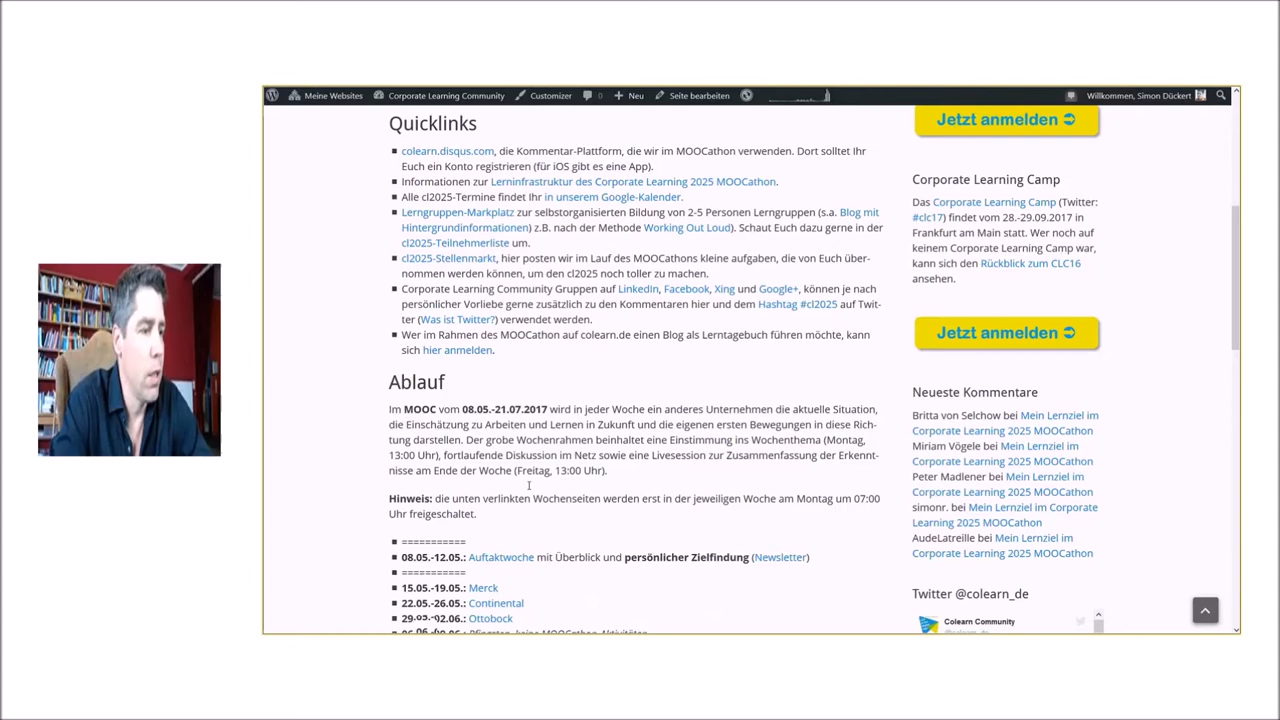 Meine Websites Corporate Learning Community Customizer 0 Neu Seite bearbeiten Willkommen, Simon Dückert
Quicklinks
colearn.disqus.com, die Kommentar-Plattform, die wir im MOOCathon verwenden. Dort solltet Ihr
Euch ein Konto registrieren (für iOS gibt es eine App).
Informationen zur Lerninfrastruktur des Corporate Learning 2025 MOOCathon.
Alle cl2025-Termine findet Ihr in unserem Google-Kalender.
Lerngruppen-Markplatz zur selbstorganisierten Bildung von 2-5 Personen Lerngruppen (s.a. Blog mit
Hintergrundinformationen) z.B. nach der Methode Working Out Loud). Schaut Euch dazu gerne in der
cl2025-Teilnehmerliste um.
cl2025-Stellenmarkt, hier posten wir im Lauf des MOOCathons kleine aufgaben, die von Euch über-
nommen werden können, um den cl2025 noch toller zu machen.
Corporate Learning Community Gruppen auf LinkedIn, Facebook, Xing und Google+, können je nach
persönlicher Vorliebe gerne zusätzlich zu den Kommentaren hier und dem Hashtag #cl2025 auf Twit-
ter (Was ist Twitter?) verwendet werden.
Wer im Rahmen des MOOCathon auf colearn.de einen Blog als Lerntagebuch führen möchte, kann
sich hier anmelden.
Ablauf
Im MOOC vom 08.05.-21.07.2017 wird in jeder Woche ein anderes Unternehmen die aktuelle Situation,
die Einschätzung zu Arbeiten und Lernen in Zukunft und die eigenen ersten Bewegungen in diese Rich-
tung darstellen. Der grobe Wochenrahmen beinhaltet eine Einstimmung ins Wochenthema (Montag,
13:00 Uhr), fortlaufende Diskussion im Netz sowie eine Livesession zur Zusammenfassung der Erkennt-
nisse am Ende der Woche (Freitag, 13:00 Uhr).
Hinweis: die unten verlinkten Wochenseiten werden erst in der jeweiligen Woche am Montag um 07:00
Uhr freigeschaltet.
===========
08.05.-12.05.: Auftaktwoche mit Überblick und persönlicher Zielfindung (Newsletter)
===========
15.05.-19.05.: Merck
22.05.-26.05.: Continental
29.05.-02.06.: Ottobock
Pfingsten, keine MOOCathon Aktivitäten
Jetzt anmelden
Corporate Learning Camp
Das Corporate Learning Camp (Twitter:
#clc17) findet vom 28.-29.09.2017 in
Frankfurt am Main statt. Wer noch auf
keinem Corporate Learning Camp war,
kann sich den Rückblick zum CLC16
ansehen.
Jetzt anmelden
Neueste Kommentare
Britta von Selchow bei Mein Lernziel im
Corporate Learning 2025 MOOCathon
Miriam Vögele bei Mein Lernziel im
Corporate Learning 2025 MOOCathon
Peter Madlener bei Mein Lernziel im
Corporate Learning 2025 MOOCathon
simonr. bei Mein Lernziel im Corporate
Learning 2025 MOOCathon
AudeLatreille bei Mein Lernziel im
Corporate Learning 2025 MOOCathon
Twitter @colearn_de
Colearn Community